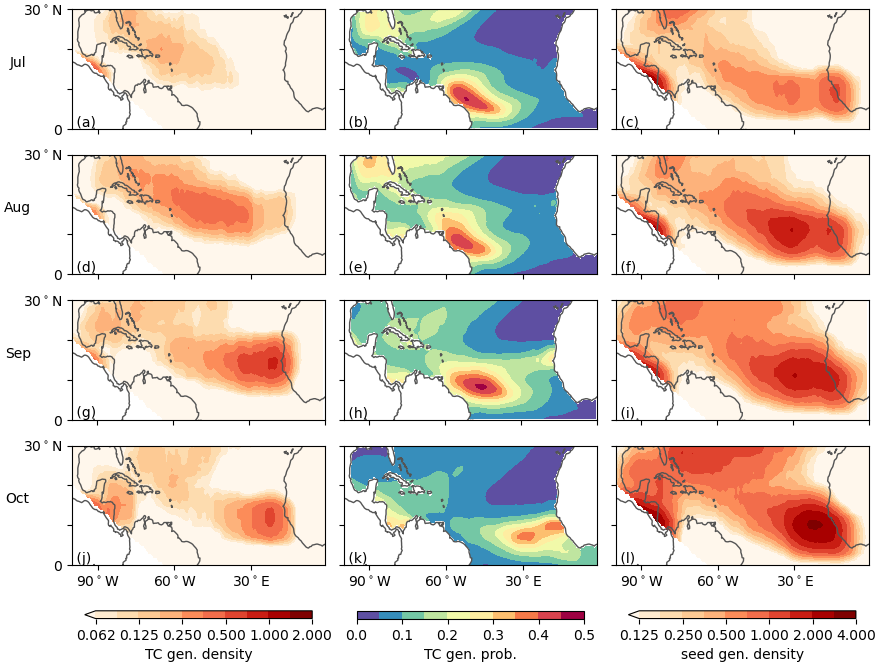 30°N
Jul
0
(a)
(b)
(c)
30°N
Aug
0
(d)
(e)
(f)
30°N
Sep
0
(g)
(h)
(i)
30°N
Oct
0
(j)
(k)
(l)
90°W 60°W 30°E 90°W 60°W 30°E 90°W 60°W 30°E
0.062 0.125 0.250 0.500 1.000 2.000
TC gen. density
0.0 0.1 0.2 0.3 0.4 0.5
TC gen. prob.
0.125 0.250 0.500 1.000 2.000 4.000
seed gen. density